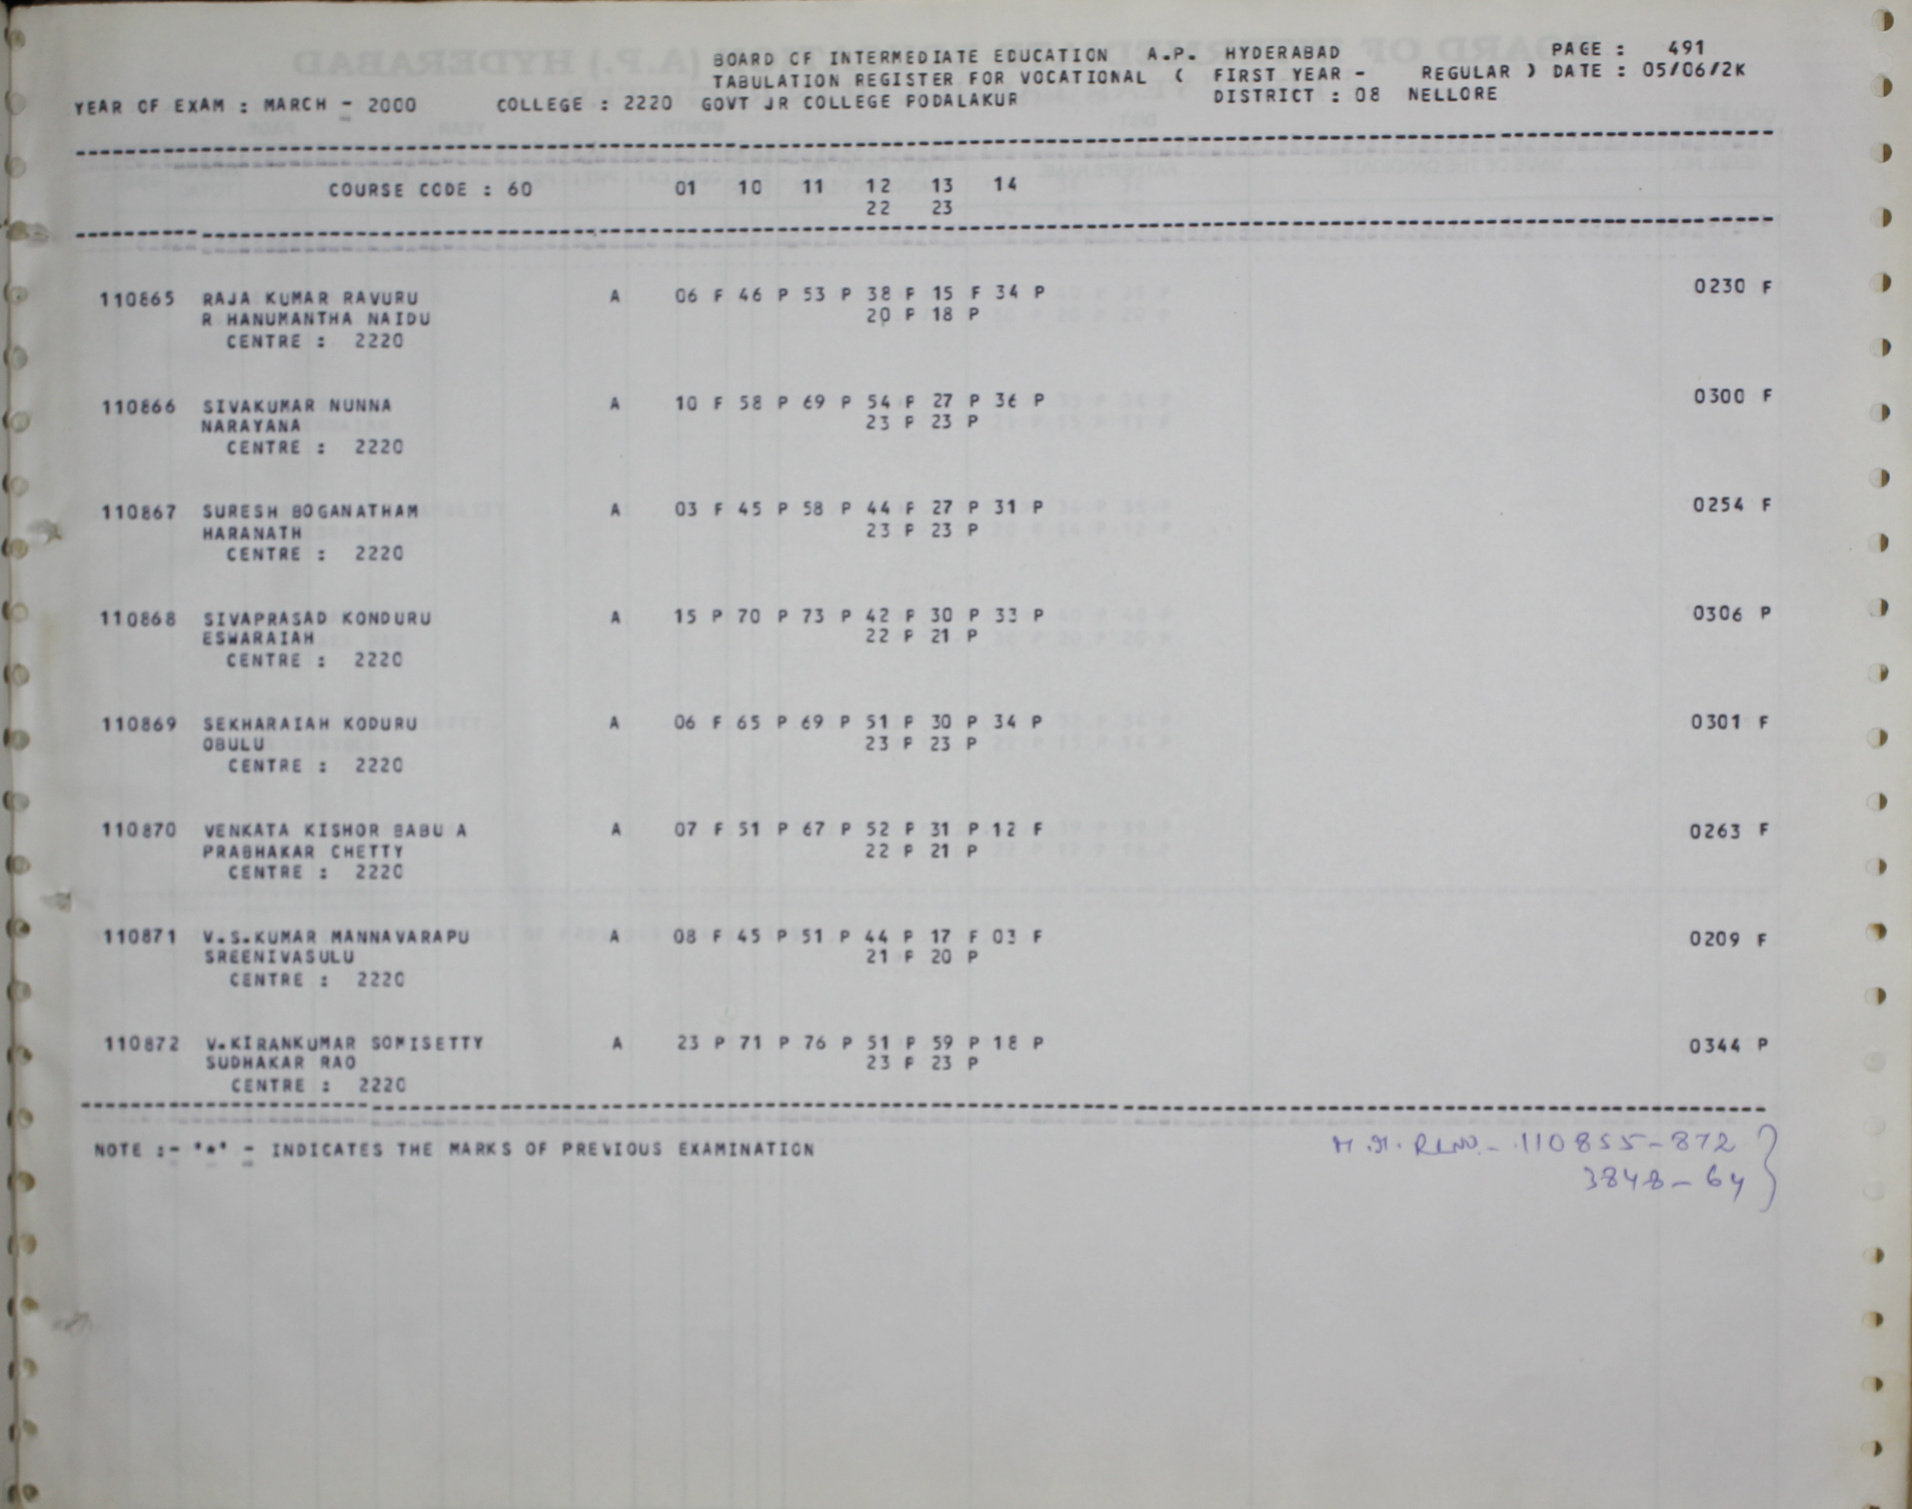 BOARD OF INTERMEDIATE EDUCATION A.P. HYDERABAD PAGE : 491
TABULATION REGISTER FOR VOCATIONAL ( FIRST YEAR - REGULAR ) DATE : 05/06/2K
YEAR OF EXAM : MARCH - 2000 COLLEGE : 2220 GOVT JR COLLEGE PODALAKUR DISTRICT : 08 NELLORE
COURSE CODE : 60 01 10 11 12 13 14
22 23
110865 RAJA KUMAR RAVURU A 06 F 46 P 53 P 38 P 15 F 34 P 0230 F
R HANUMANTHA NAIDU 20 P 18 P
CENTRE : 2220
110866 SIVAKUMAR NUNNA A 10 F 58 P 69 P 54 P 27 P 36 P 0300 F
NARAYANA 23 P 23 P
CENTRE : 2220
110867 SURESH BOGANATHAM A 03 F 45 P 58 P 44 P 27 P 31 P 0254 F
HARANATH 23 P 23 P
CENTRE : 2220
110868 SIVAPRASAD KONDURU A 15 P 70 P 73 P 42 P 30 P 33 P 0306 P
ESWARAIAH 22 P 21 P
CENTRE : 2220
110869 SEKHARAIAH KODURU A 06 F 65 P 69 P 51 P 30 P 34 P 0301 F
OBULU 23 P 23 P
CENTRE : 2220
110870 VENKATA KISHOR BABU A A 07 F 51 P 67 P 52 P 31 P 12 F 0263 F
PRABHAKAR CHETTY 22 P 21 P
CENTRE : 2220
110871 V.S.KUMAR MANNAVARAPU A 08 F 45 P 51 P 44 P 17 F 03 F 0209 F
SREENIVASULU 21 P 20 P
CENTRE : 2220
110872 V.KIRANKUMAR SOMISETTY A 23 P 71 P 76 P 51 P 59 P 18 P 0344 P
SUDHAKAR RAO 23 P 23 P
CENTRE : 2220
NOTE :- "*" - INDICATES THE MARKS OF PREVIOUS EXAMINATION
110855-872
3848-64